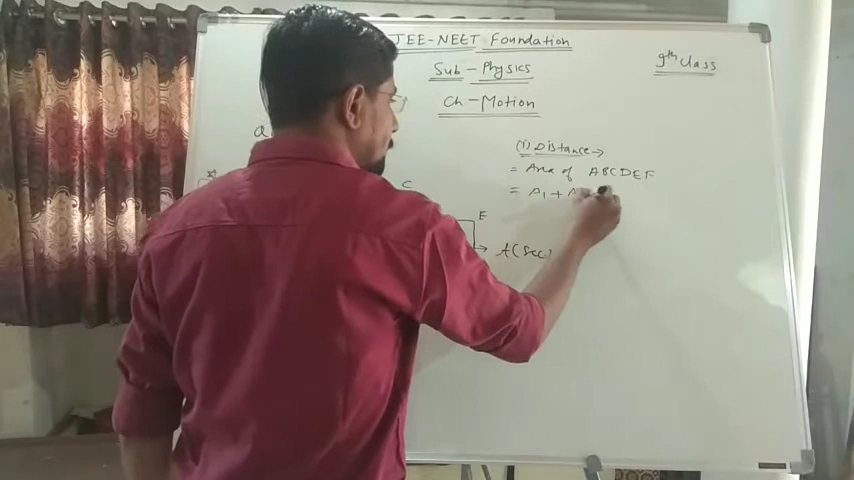 JEE-NEET Foundation
Sub - Physics
9th Class
Ch - Motion
Q
(i) Distance →
= Area of ABCDEF
= A1 + A
C
E
t(sec)